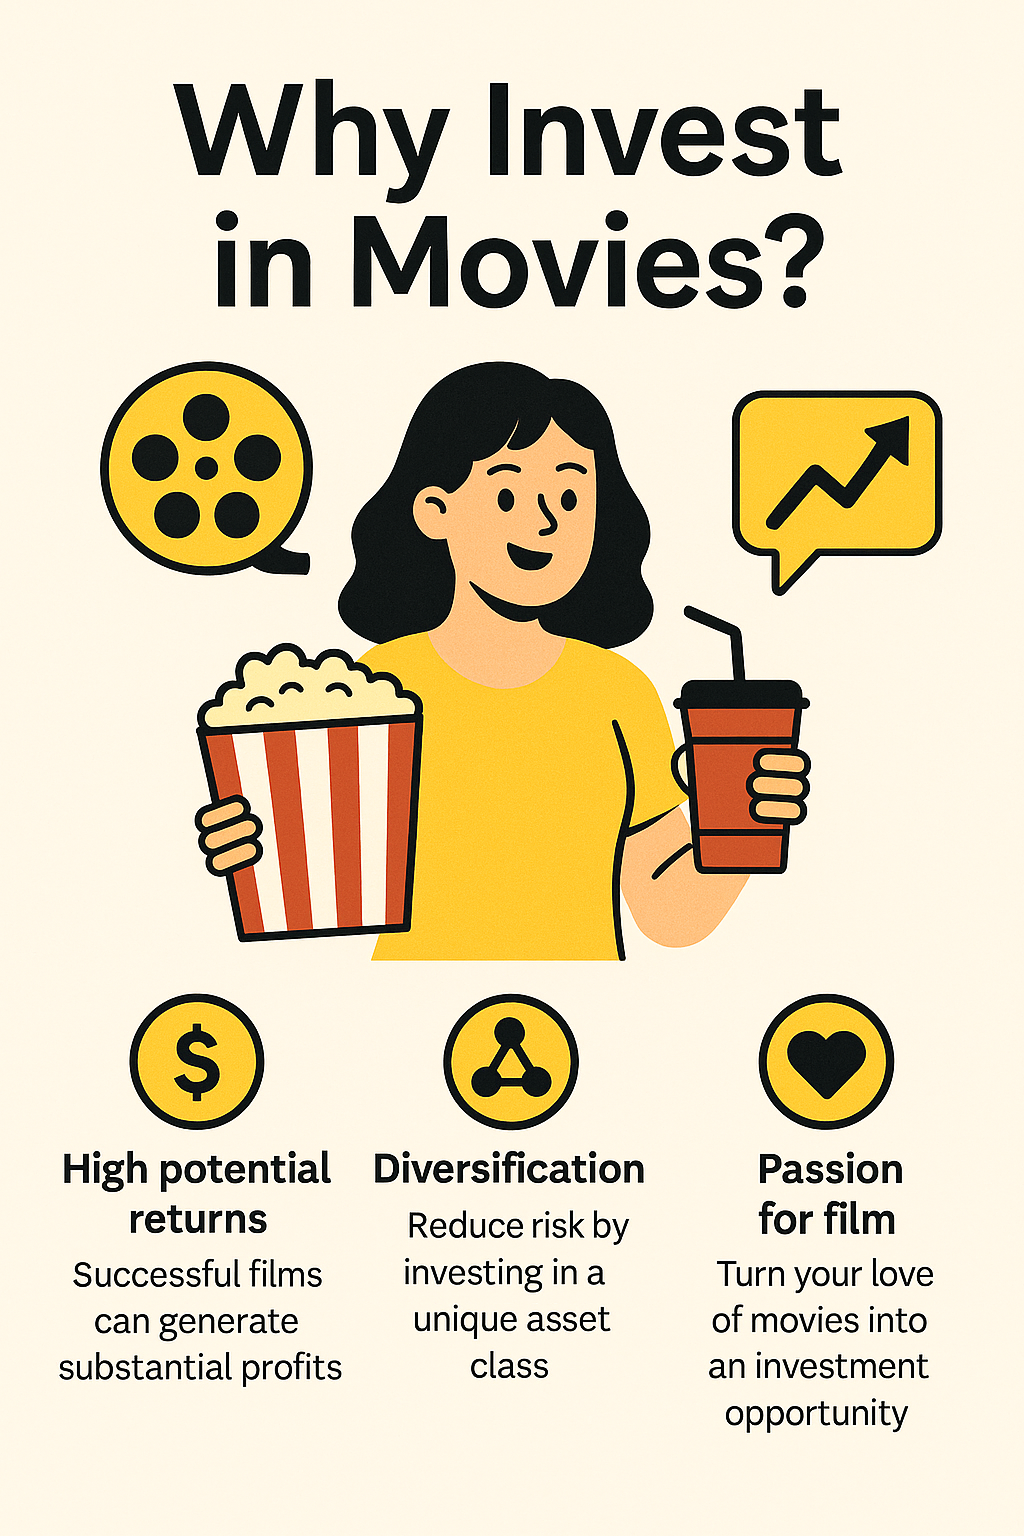 Why Invest
in Movies?
$
High potential
returns
Successful films
can generate
substantial profits
Diversification
Reduce risk by
investing in a
unique asset
class
Passion
for film
Turn your love
of movies into
an investment
opportunity